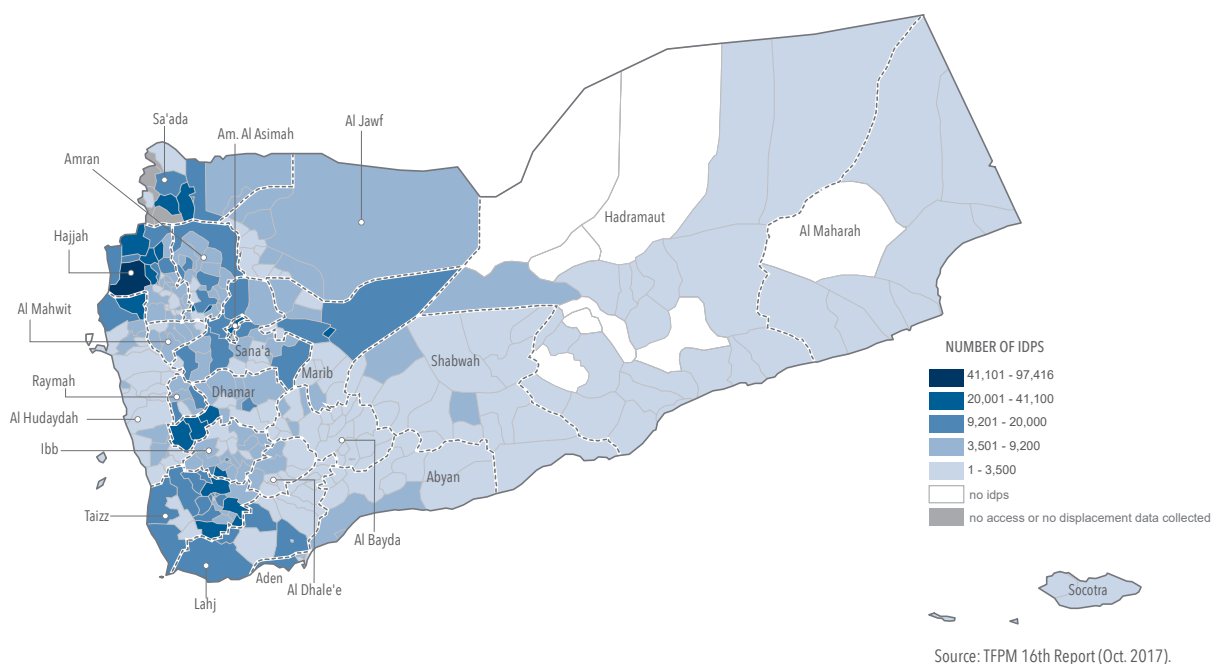 Sa'ada
Al Jawf
Am. Al Asimah
Amran
Hadramaut
Al Maharah
Hajjah
Al Mahwit
Sana'a
Shabwah
Marib
Raymah
Dhamar
Al Hudaydah
Ibb
Abyan
Taizz
Al Bayda
Aden
Al Dhale'e
Lahj
NUMBER OF IDPS
41,101 - 97,416
20,001 - 41,100
9,201 - 20,000
3,501 - 9,200
1 - 3,500
no idps
no access or no displacement data collected
Socotra
Source: TFPM 16th Report (Oct. 2017).